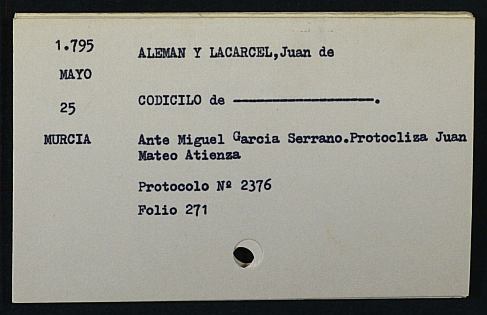 1.795
MAYO
25
MURCIA
ALEMAN Y LACARCEL,Juan de
CODICILO de --------------------.
Ante Miguel Garcia Serrano.Protocliza Juan
Mateo Atienza
Protocolo Nº 2376
Folio 271